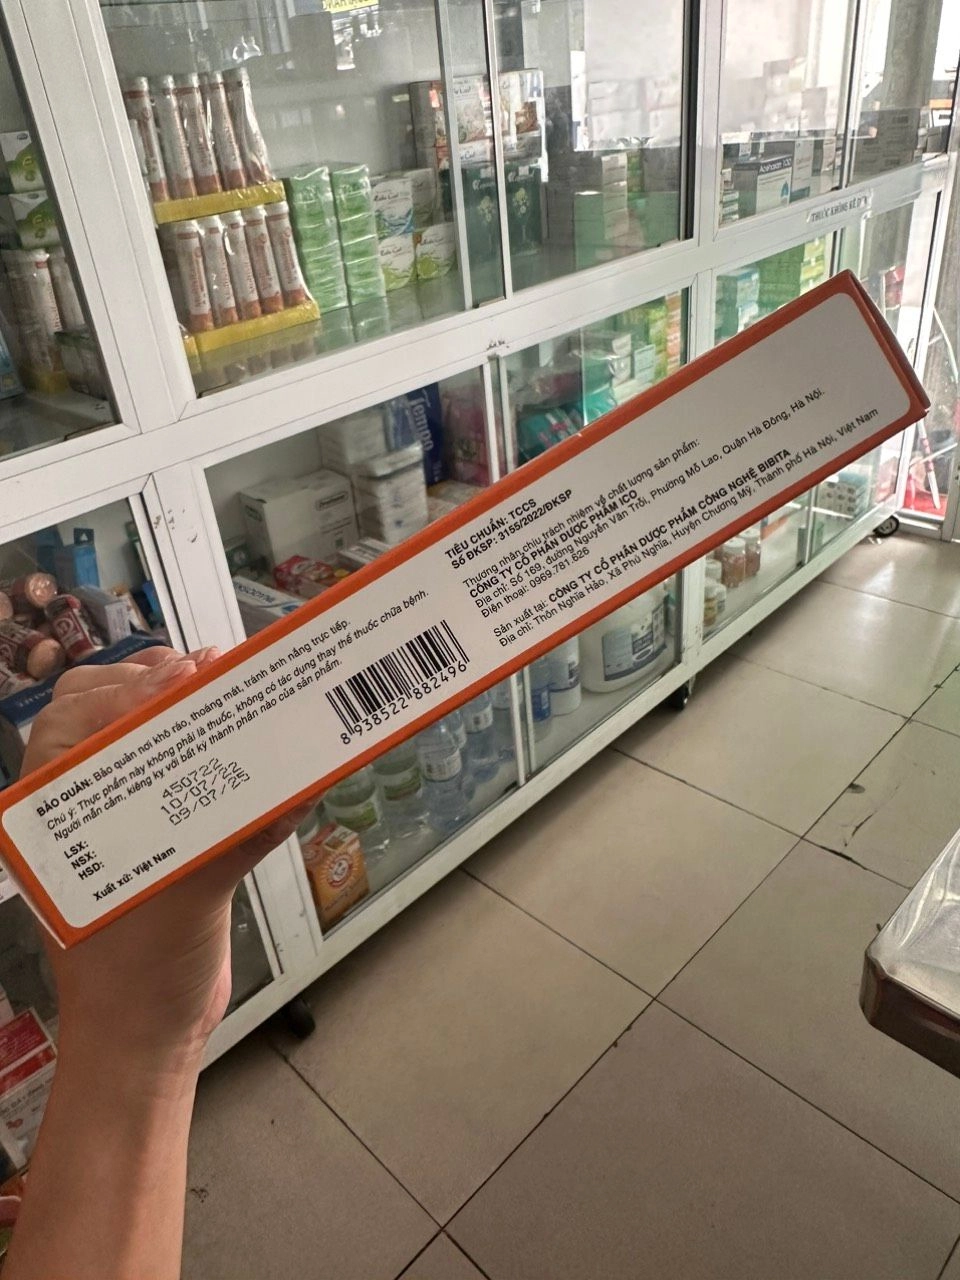 THUỐC KHÔNG KÊ Đ
Tempo
BẢO QUẢN: Bảo quản nơi khô ráo, thoáng mát, tránh ánh nắng trực tiếp.
Chú ý: Thực phẩm này không phải là thuốc, không có tác dụng thay thế thuốc chữa bệnh.
Người mẫn cảm, kiêng kỵ với bất kỳ thành phần nào của sản phẩm.
LSX: 450722
NSX: 10/07/22
HSD: 09/07/25
Xuất xứ: Việt Nam
8 938522 882496
TIÊU CHUẨN: TCCS
Số ĐKSP: 3155/2022/ĐKSP
Thương nhân chịu trách nhiệm về chất lượng sản phẩm:
CÔNG TY CỔ PHẦN DƯỢC PHẨM ICO
Địa chỉ: Số 169, đường Nguyễn Văn Trỗi, Phường Mỗ Lao, Quận Hà Đông, Hà Nội.
Điện thoại: 0969.781.626
Sản xuất tại: CÔNG TY CỔ PHẦN DƯỢC PHẨM CÔNG NGHỆ BIBITA
Địa chỉ: Thôn Nghĩa Hảo, Xã Phú Nghĩa, Huyện Chương Mỹ, Thành phố Hà Nội, Việt Nam